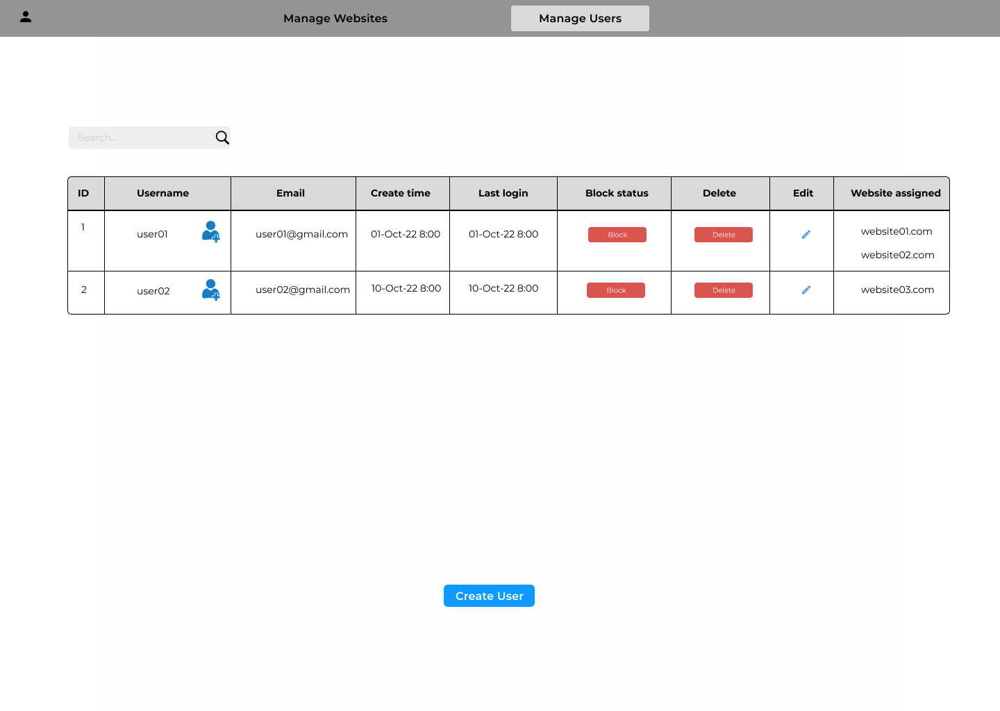 Manage Websites Manage Users
Search...
ID Username Email Create time Last login Block status Delete Edit Website assigned
1 user01 user01@gmail.com 01-Oct-22 8:00 01-Oct-22 8:00 Block Delete website01.com
website02.com
2 user02 user02@gmail.com 10-Oct-22 8:00 10-Oct-22 8:00 Block Delete website03.com
Create User